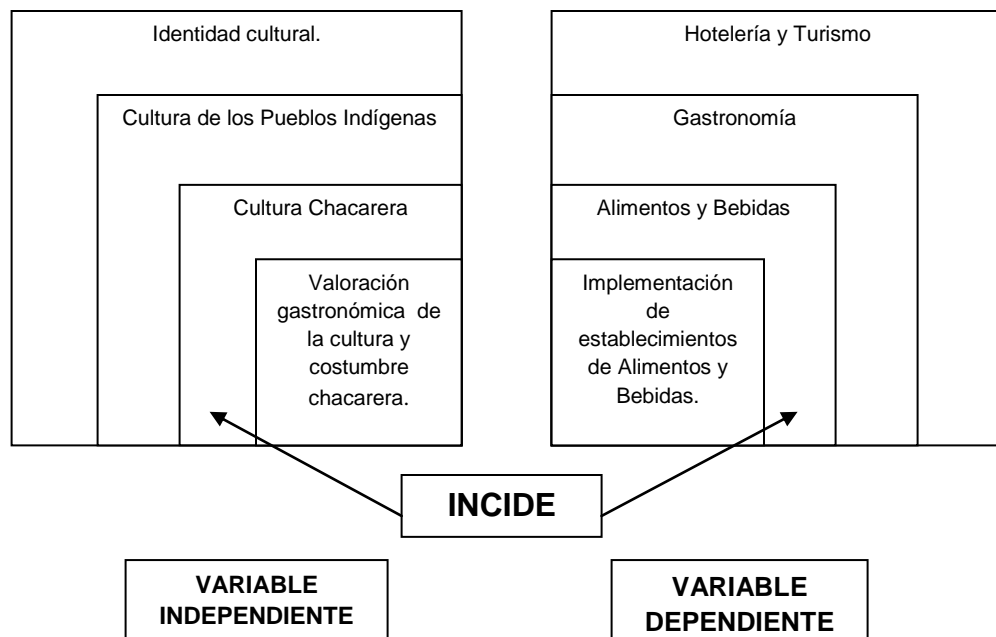 Identidad cultural.
Cultura de los Pueblos Indígenas
Cultura Chacarera
Valoración
gastronómica de
la cultura y
costumbre
chacarera.
Hotelería y Turismo
Gastronomía
Alimentos y Bebidas
Implementación
de
establecimientos
de Alimentos y
Bebidas.
INCIDE
VARIABLE
INDEPENDIENTE
VARIABLE
DEPENDIENTE